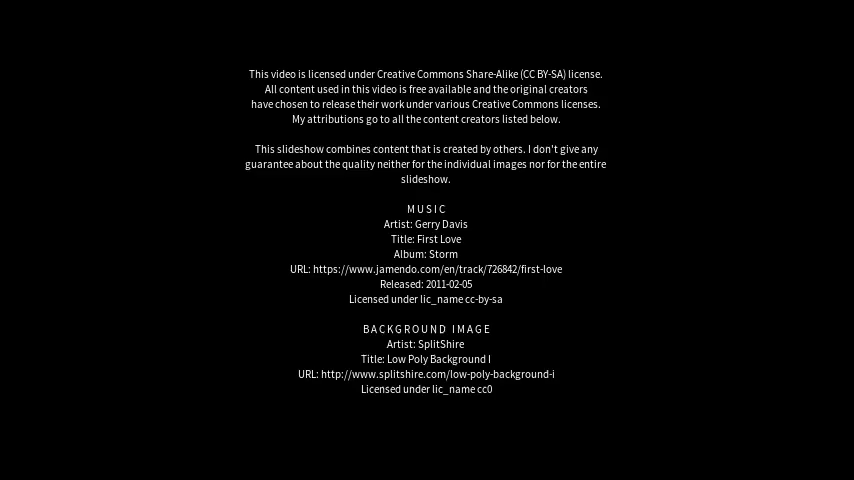 This video is licensed under Creative Commons Share-Alike (CC BY-SA) license.
All content used in this video is free available and the original creators
have chosen to release their work under various Creative Commons licenses.
My attributions go to all the content creators listed below.
This slideshow combines content that is created by others. I don't give any
guarantee about the quality neither for the individual images nor for the entire
slideshow.
MUSIC
Artist: Gerry Davis
Title: First Love
Album: Storm
URL: https://www.jamendo.com/en/track/726842/first-love
Released: 2011-02-05
Licensed under lic_name cc-by-sa
BACKGROUND IMAGE
Artist: SplitShire
Title: Low Poly Background I
URL: http://www.splitshire.com/low-poly-background-i
Licensed under lic_name cc0